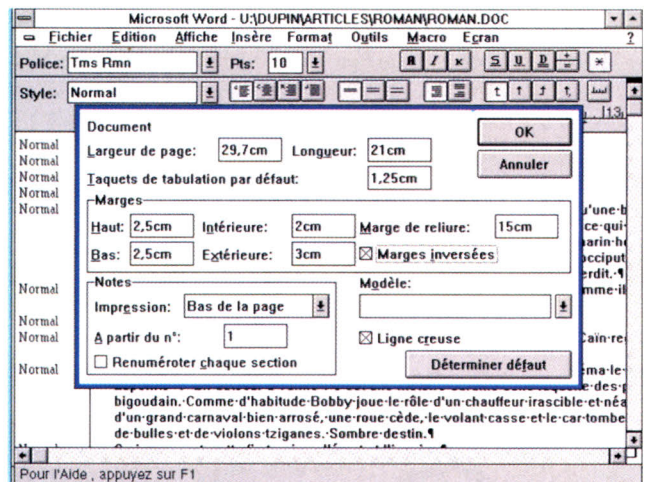 Microsoft Word - U:\DUPIN\ARTICLES\ROMAN\ROMAN.DOC
Fichier Edition Affiche Insère Format Outils Macro Ecran ?
Police: Tms Rmn Pts: 10 G I K S U D
Style: Normal
Document
Largeur de page: 29,7cm Longueur: 21cm
OK
Taquets de tabulation par défaut: 1,25cm
Annuler
Marges
Haut: 2,5cm Intérieure: 2cm Marge de reliure: 15cm
Bas: 2,5cm Extérieure: 3cm Marges inversées
Notes
Impression: Bas de la page
A partir du n°: 1
Renuméroter chaque section
Modèle:
Ligne creuse
Déterminer défaut
Normal
Normal
Normal
Normal
Normal
Normal
Normal
Normal
Normal
bigoudain.·Comme·d'habitude·Bobby·joue·le·rôle·d'un·chauffeur·irascible·et·néa
d'un·grand·carnaval·bien·arrosé,·une·roue·cède,·le·volant·casse·et·le·car·tombe
de·bulles·et·de·violons·tziganes.·Sombre·destin.¶
Pour l'Aide , appuyez sur F1